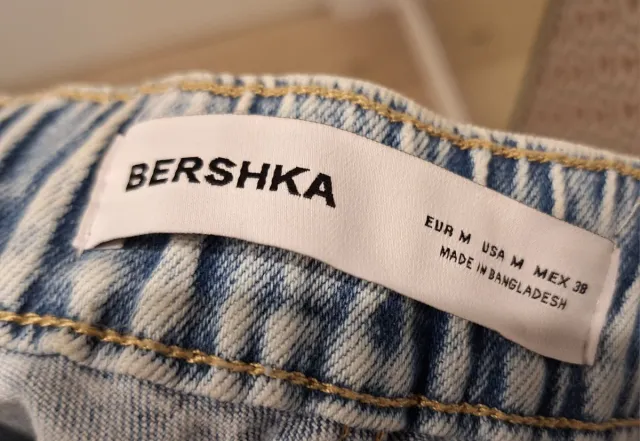 BERSHKA
EUR M USA M MEX 38
MADE IN BANGLADESH